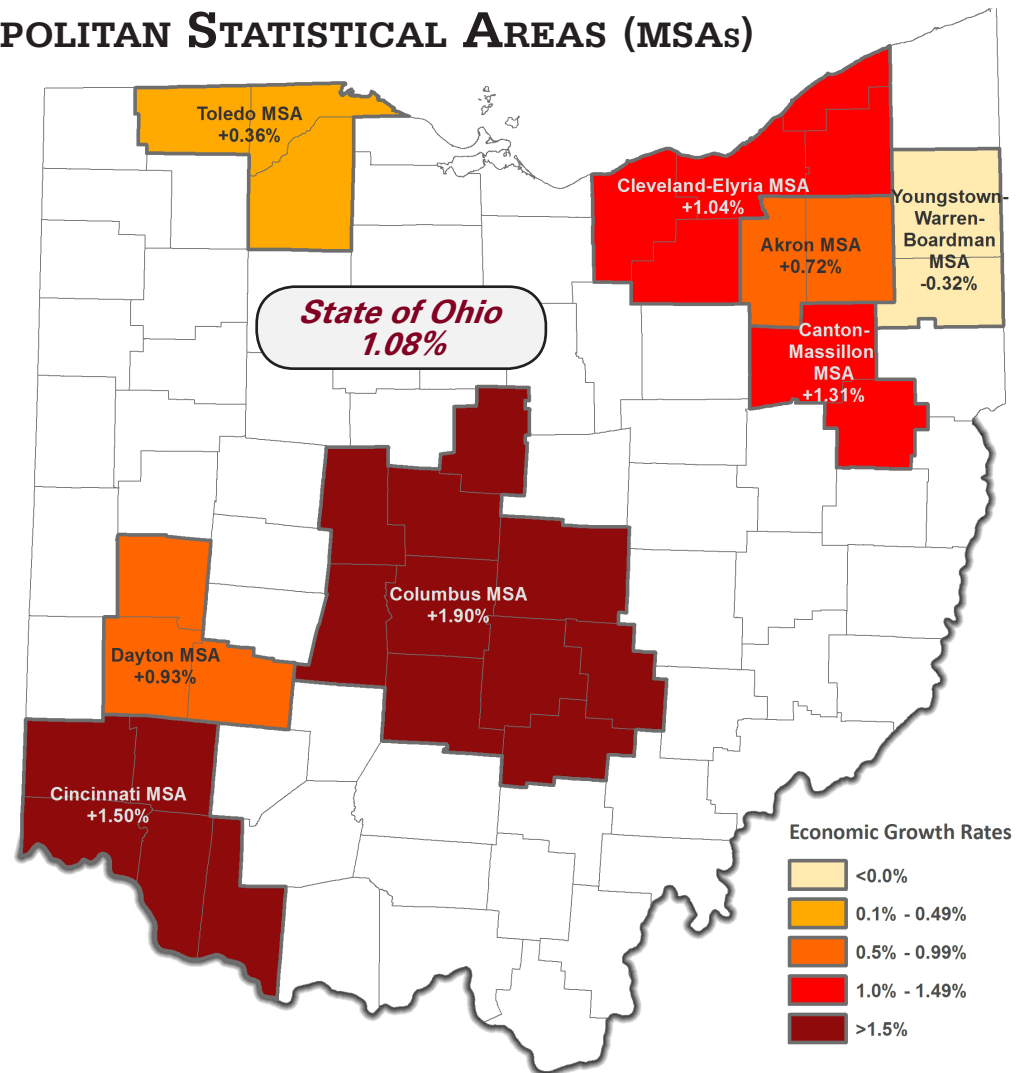 POLITAN STATISTICAL AREAS (MSAs)
Toledo MSA
+0.36%
Cleveland-Elyria MSA
+1.04%
Youngstown-
Warren-
Boardman
MSA
-0.32%
Akron MSA
+0.72%
State of Ohio
1.08%
Canton-
Massillon
MSA
+1.31%
Columbus MSA
+1.90%
Dayton MSA
+0.93%
Cincinnati MSA
+1.50%
Economic Growth Rates
<0.0%
0.1% - 0.49%
0.5% - 0.99%
1.0% - 1.49%
>1.5%